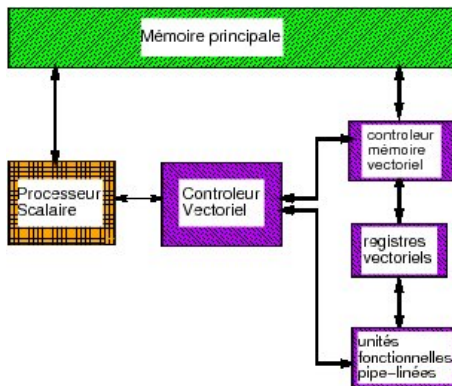 Mémoire principale
controleur
mémoire
vectoriel
Processeur
Scalaire
Controleur
Vectoriel
registres
vectoriels
unités
fonctionnelles
pipe-linées